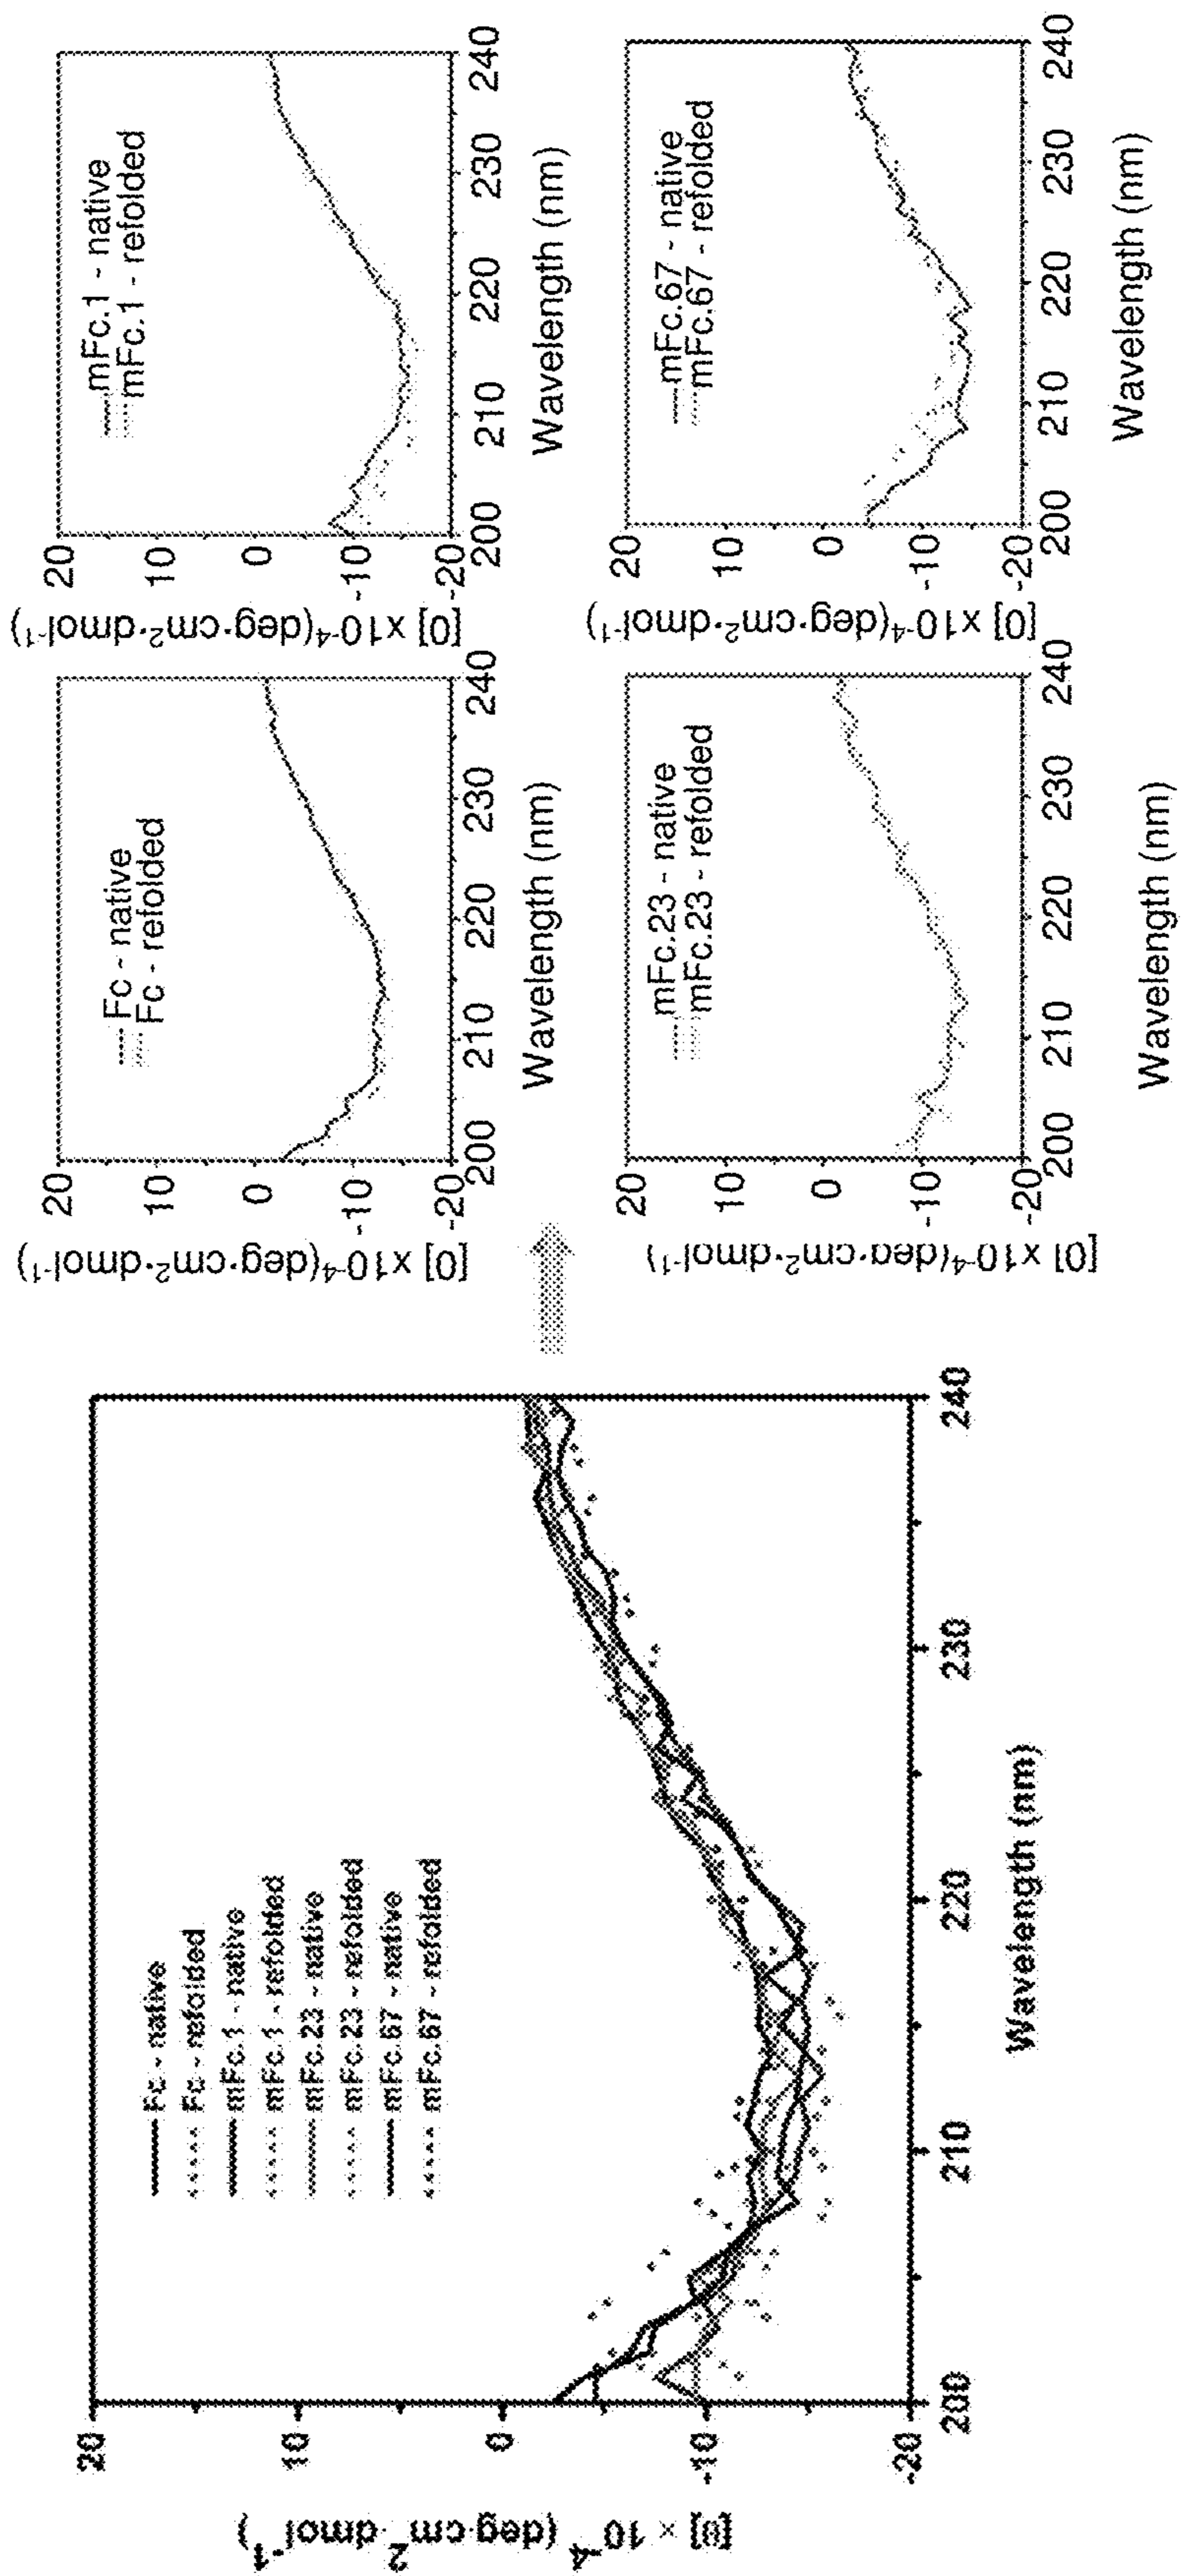 20
10
0
-10
-20
[θ] × 10-4 (deg·cm2·dmol-1)
Fc - native
Fc - refolded
mFc.1 - native
mFc.1 - refolded
mFc.23 - native
mFc.23 - refolded
mFc.67 - native
mFc.67 - refolded
200
210
220
230
240
Wavelength (nm)
20
10
0
-10
-20
[0] x10-4(deg·cm2·dmol-1)
Fc - native
Fc - refolded
200
210
220
230
240
Wavelength (nm)
20
10
0
-10
-20
[0] x10-4(deg·cm2·dmol-1)
mFc.1 - native
mFc.1 - refolded
200
210
220
230
240
Wavelength (nm)
20
10
0
-10
-20
[0] x10-4(deg·cm2·dmol-1)
mFc.23 - native
mFc.23 - refolded
200
210
220
230
240
Wavelength (nm)
20
10
0
-10
-20
[0] x10-4(deg·cm2·dmol-1)
mFc.67 - native
mFc.67 - refolded
200
210
220
230
240
Wavelength (nm)